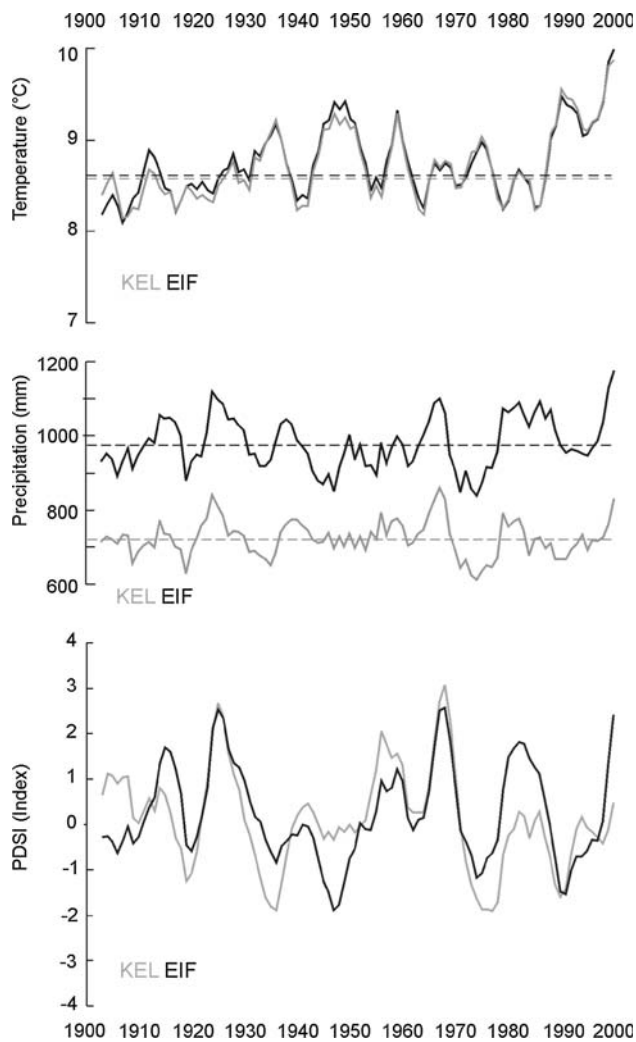 1900 1910 1920 1930 1940 1950 1960 1970 1980 1990 2000
Temperature (°C)
10
9
8
7
KEL EIF
Precipitation (mm)
1200
1000
800
600
KEL EIF
PDSI (Index)
4
3
2
1
0
-1
-2
-3
-4
KEL EIF
1900 1910 1920 1930 1940 1950 1960 1970 1980 1990 2000